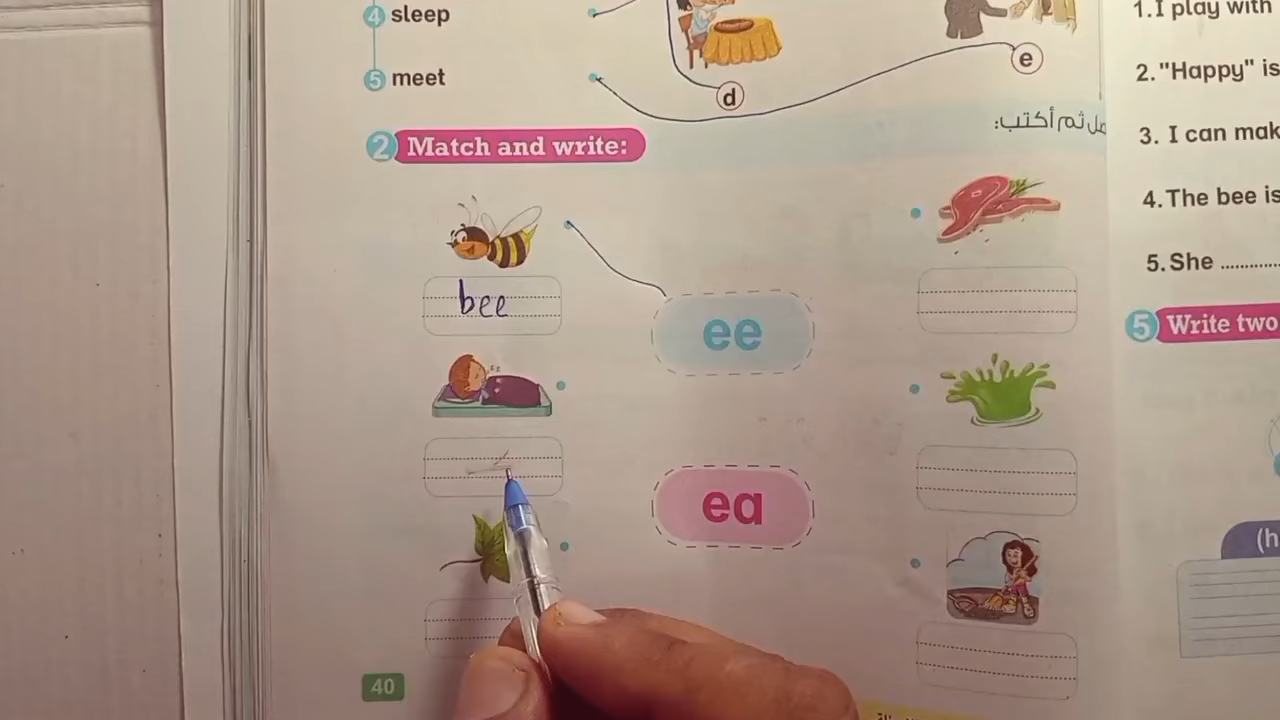 4 sleep
5 meet
d
e
2 Match and write:
ثم أكتب:
bee
ee
ea
40
1. I play with
2. "Happy" is
3. I can mak
4. The bee is
5. She ............
5 Write two
(h